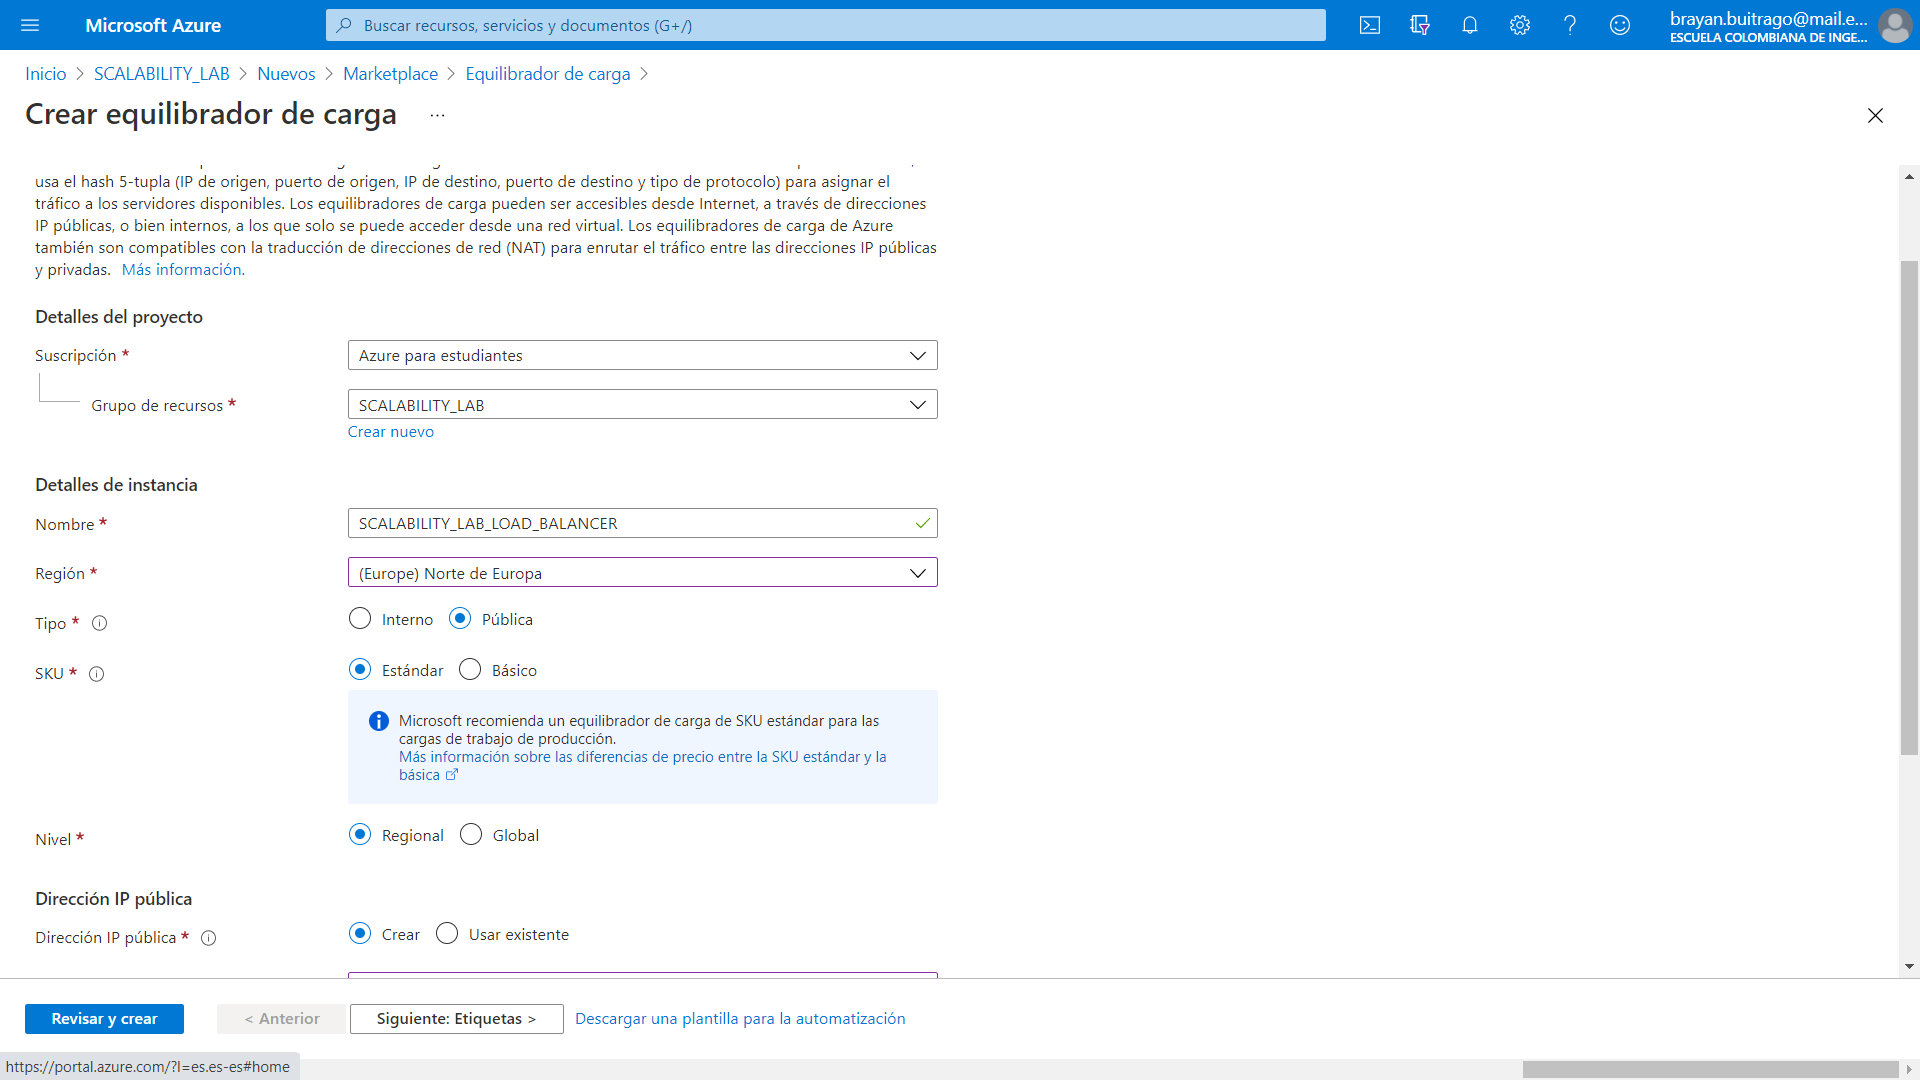 Microsoft Azure
Buscar recursos, servicios y documentos (G+/)
brayan.buitrago@mail.e...
ESCUELA COLOMBIANA DE INGE...
Inicio > SCALABILITY_LAB > Nuevos > Marketplace > Equilibrador de carga >
Crear equilibrador de carga ...
usa el hash 5-tupla (IP de origen, puerto de origen, IP de destino, puerto de destino y tipo de protocolo) para asignar el
tráfico a los servidores disponibles. Los equilibradores de carga pueden ser accesibles desde Internet, a través de direcciones
IP públicas, o bien internos, a los que solo se puede acceder desde una red virtual. Los equilibradores de carga de Azure
también son compatibles con la traducción de direcciones de red (NAT) para enrutar el tráfico entre las direcciones IP públicas
y privadas. Más información.
Detalles del proyecto
Suscripción *
Azure para estudiantes
Grupo de recursos *
SCALABILITY_LAB
Crear nuevo
Detalles de instancia
Nombre *
SCALABILITY_LAB_LOAD_BALANCER
Región *
(Europe) Norte de Europa
Tipo *
Interno
Pública
SKU *
Estándar
Básico
Microsoft recomienda un equilibrador de carga de SKU estándar para las
cargas de trabajo de producción.
Más información sobre las diferencias de precio entre la SKU estándar y la
básica
Nivel *
Regional
Global
Dirección IP pública
Dirección IP pública *
Crear
Usar existente
Revisar y crear
< Anterior
Siguiente: Etiquetas >
Descargar una plantilla para la automatización
https://portal.azure.com/?l=es.es-es#home